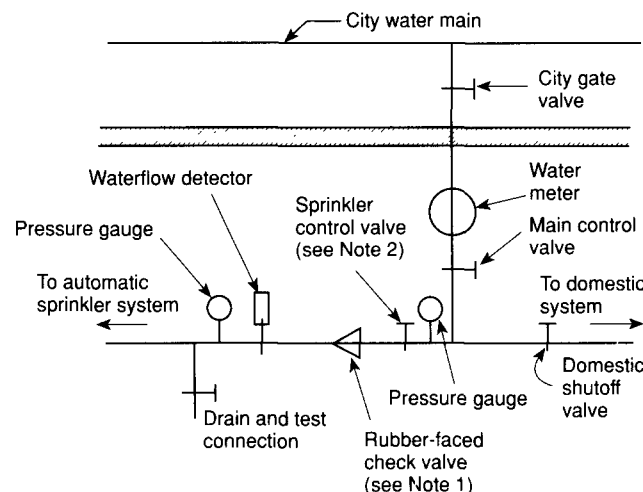 City water main
City gate
valve
Waterflow detector
Water
meter
Sprinkler
control valve
(see Note 2)
Pressure gauge
Main control
valve
To automatic
sprinkler system
To domestic
system
Pressure gauge
Domestic
shutoff
valve
Drain and test
connection
Rubber-faced
check valve
(see Note 1)